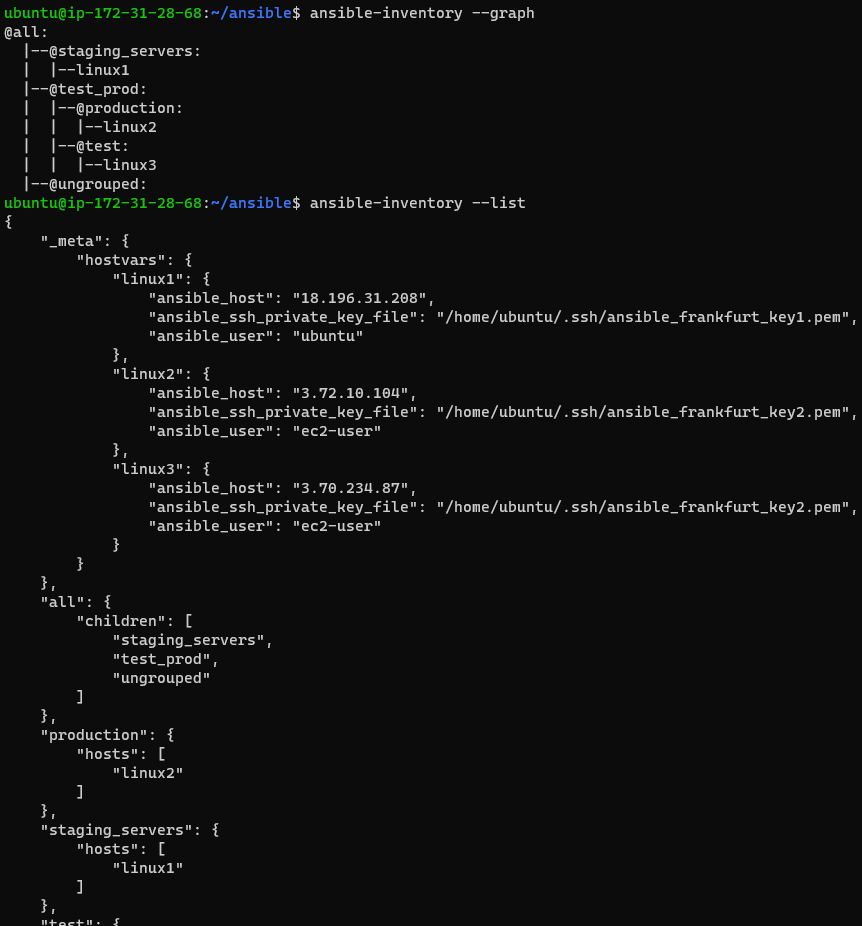 ubuntu@ip-172-31-28-68:~/ansible$ ansible-inventory --graph
@all:
  |--@staging_servers:
  |  |--linux1
  |--@test_prod:
  |  |--@production:
  |  |  |--linux2
  |  |--@test:
  |  |  |--linux3
  |--@ungrouped:
ubuntu@ip-172-31-28-68:~/ansible$ ansible-inventory --list
{
    "_meta": {
        "hostvars": {
            "linux1": {
                "ansible_host": "18.196.31.208",
                "ansible_ssh_private_key_file": "/home/ubuntu/.ssh/ansible_frankfurt_key1.pem",
                "ansible_user": "ubuntu"
            },
            "linux2": {
                "ansible_host": "3.72.10.104",
                "ansible_ssh_private_key_file": "/home/ubuntu/.ssh/ansible_frankfurt_key2.pem",
                "ansible_user": "ec2-user"
            },
            "linux3": {
                "ansible_host": "3.70.234.87",
                "ansible_ssh_private_key_file": "/home/ubuntu/.ssh/ansible_frankfurt_key2.pem",
                "ansible_user": "ec2-user"
            }
        }
    },
    "all": {
        "children": [
            "staging_servers",
            "test_prod",
            "ungrouped"
        ]
    },
    "production": {
        "hosts": [
            "linux2"
        ]
    },
    "staging_servers": {
        "hosts": [
            "linux1"
        ]
    },
    "test": {